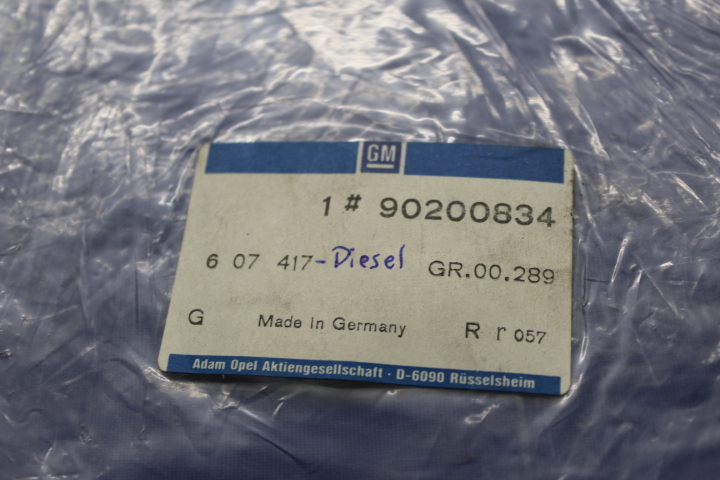 GM
1 # 90200834
6 07 417-Diesel GR.00.289
G Made in Germany R r 057
Adam Opel Aktiengesellschaft · D-6090 Rüsselsheim